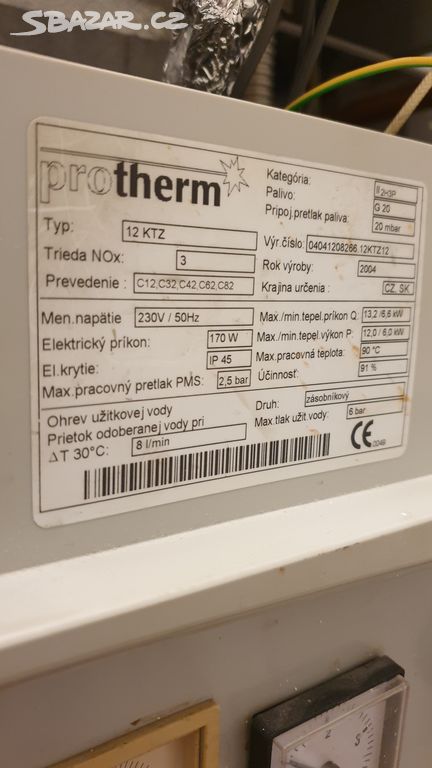 SBAZAR.CZ
protherm
Kategória: II 2H3P
Palivo: G 20
Pripoj.pretlak paliva: 20 mbar
Typ: 12 KTZ
Výr.číslo: 04041208266.12KTZ12
Trieda NOx: 3
Rok výroby: 2004
Prevedenie : C12,C32,C42,C62,C82
Krajina určenia : CZ, SK
Men.napätie 230V / 50Hz
Max./min.tepel.príkon Q: 13,2 /6,6 kW
Elektrický príkon: 170 W
Max./min.tepel.výkon P: 12,0 / 6,0 kW
El.krytie: IP 45
Max.pracovná teplota: 90 °C
Max.pracovný pretlak PMS: 2,5 bar
Účinnosť: 91 %
Ohrev užitkovej vody
Druh: zásobníkový
Prietok odoberanej vody pri
Max.tlak užit.vody: 6 bar
ΔT 30°C: 8 l/min
CE 0049
2